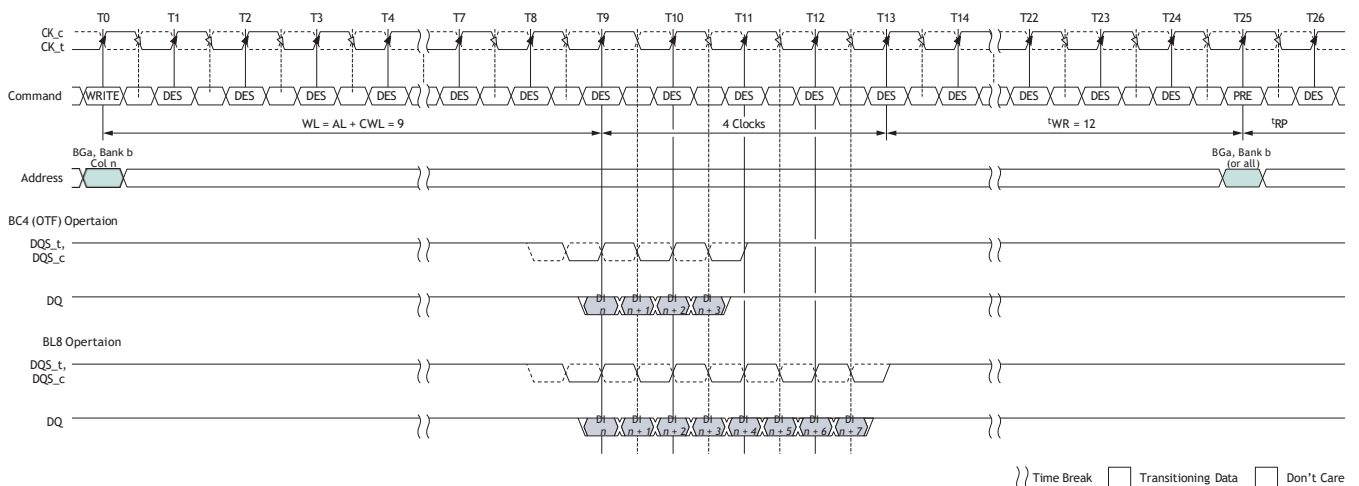 T0 T1 T2 T3 T4 T7 T8 T9 T10 T11 T12 T13 T14 T22 T23 T24 T25 T26
CK_c
CK_t
Command WRITE DES DES DES DES DES DES DES DES DES DES DES DES DES DES DES PRE DES
WL = AL + CWL = 9 4 Clocks tWR = 12 tRP
BGa, Bank b
Col n
BGa, Bank b
(or all)
Address
BC4 (OTF) Opertaion
DQS_t,
DQS_c
DQ
DI n DI n + 1 DI n + 2 DI n + 3
BL8 Opertaion
DQS_t,
DQS_c
DQ
DI n DI n + 1 DI n + 2 DI n + 3 DI n + 4 DI n + 5 DI n + 6 DI n + 7
Time Break Transitioning Data Don't Care